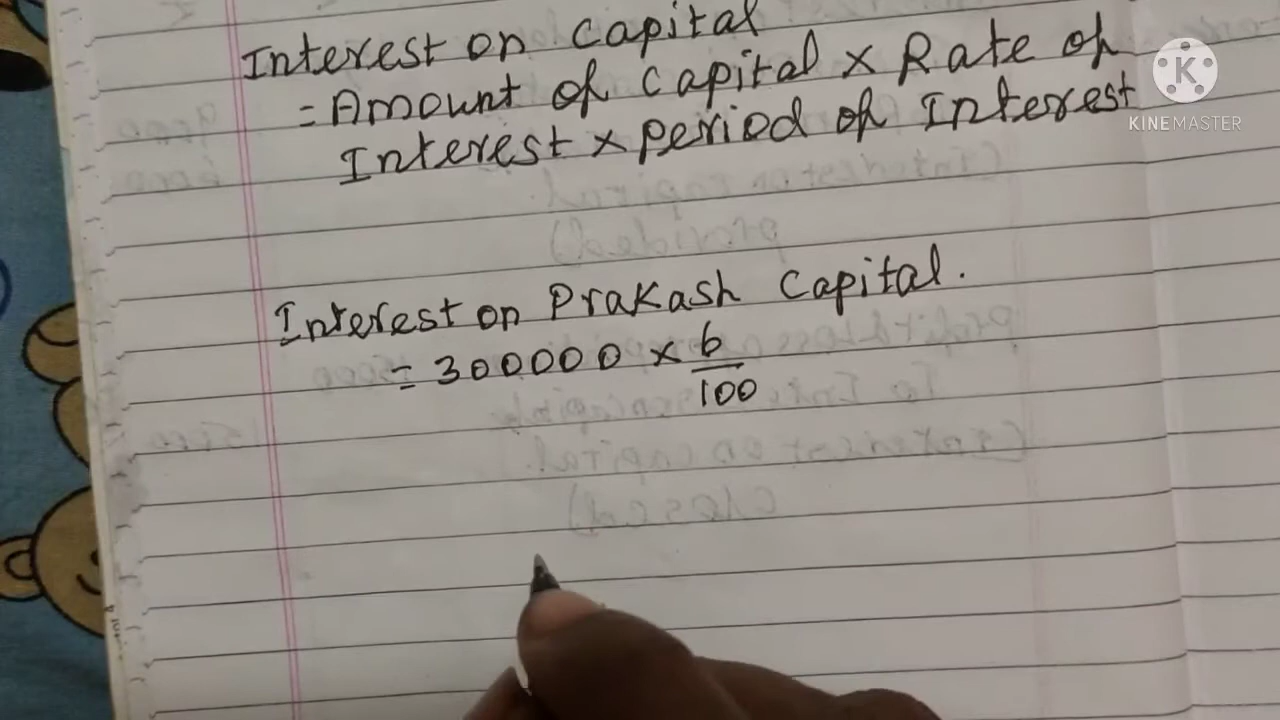 Interest on Capital
= Amount of Capital × Rate of
Interest × period of Interest
Interest on Prakash Capital.
= 300000 × 6/100
K
KINEMASTER